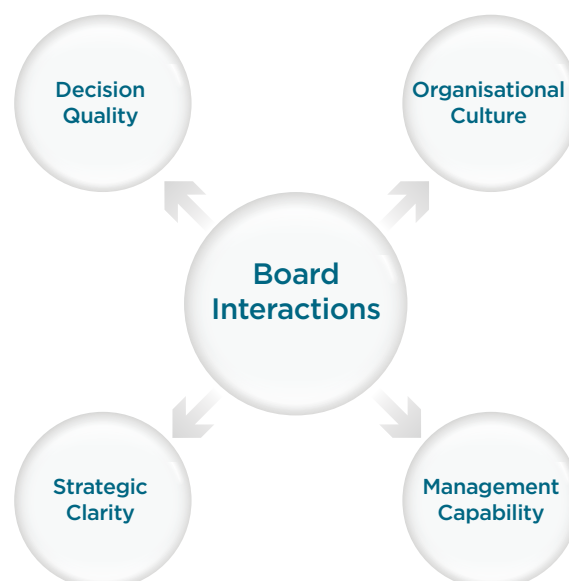 Decision
Quality
Organisational
Culture
Board
Interactions
Strategic
Clarity
Management
Capability